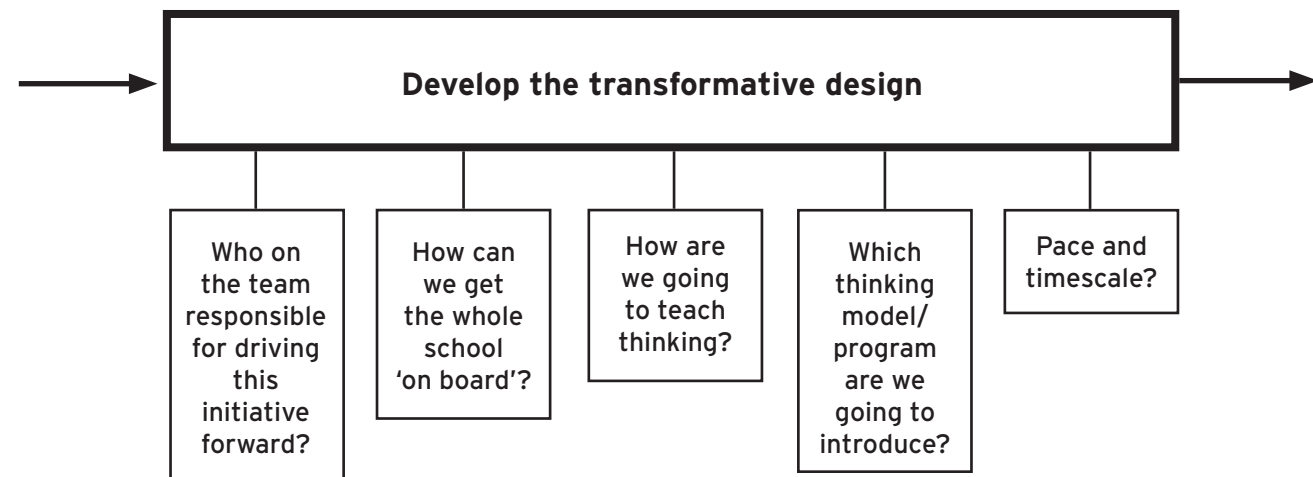 Develop the transformative design
Who on
the team
responsible
for driving
this
initiative
forward?
How can
we get
the whole
school
‘on board’?
How are
we going
to teach
thinking?
Which
thinking
model/
program
are we
going to
introduce?
Pace and
timescale?